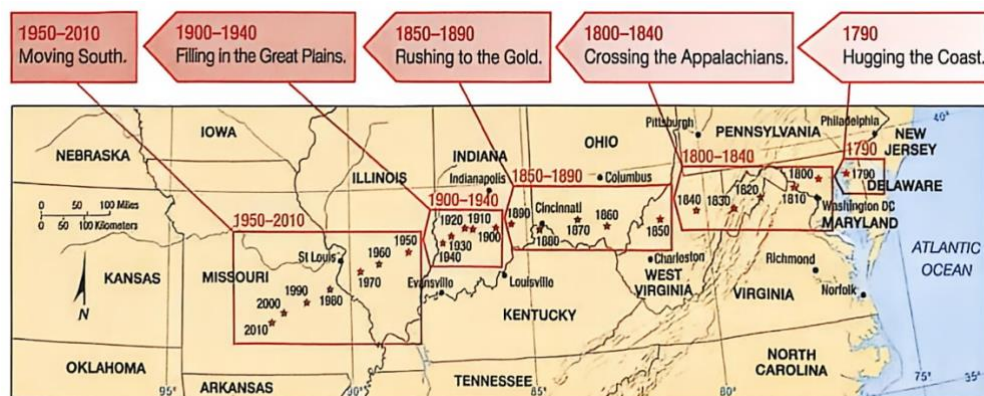 1950–2010
Moving South.
1900–1940
Filling in the Great Plains.
1850–1890
Rushing to the Gold.
1800–1840
Crossing the Appalachians.
1790
Hugging the Coast.
NEBRASKA
IOWA
ILLINOIS
INDIANA
Indianapolis
OHIO
Columbus
Pittsburgh
PENNSYLVANIA
Philadelphia
40°
NEW
JERSEY
1790
1790
DELAWARE
1800–1840
1800
1810
1820
1830
1840
Washington DC
MARYLAND
1850–1890
1890
Cincinnati
1880
1870
1860
1850
1900–1940
1920
1910
1900
1930
1940
0 50 100 Miles
0 50 100 Kilometers
1950–2010
St Louis
1950
1960
1970
1980
1990
2000
2010
KANSAS
MISSOURI
Evansville
Louisville
Charleston
WEST
VIRGINIA
Richmond
VIRGINIA
Norfolk
ATLANTIC
OCEAN
N
KENTUCKY
OKLAHOMA
ARKANSAS
TENNESSEE
NORTH
CAROLINA
95°
90°
85°
80°
75°
35°